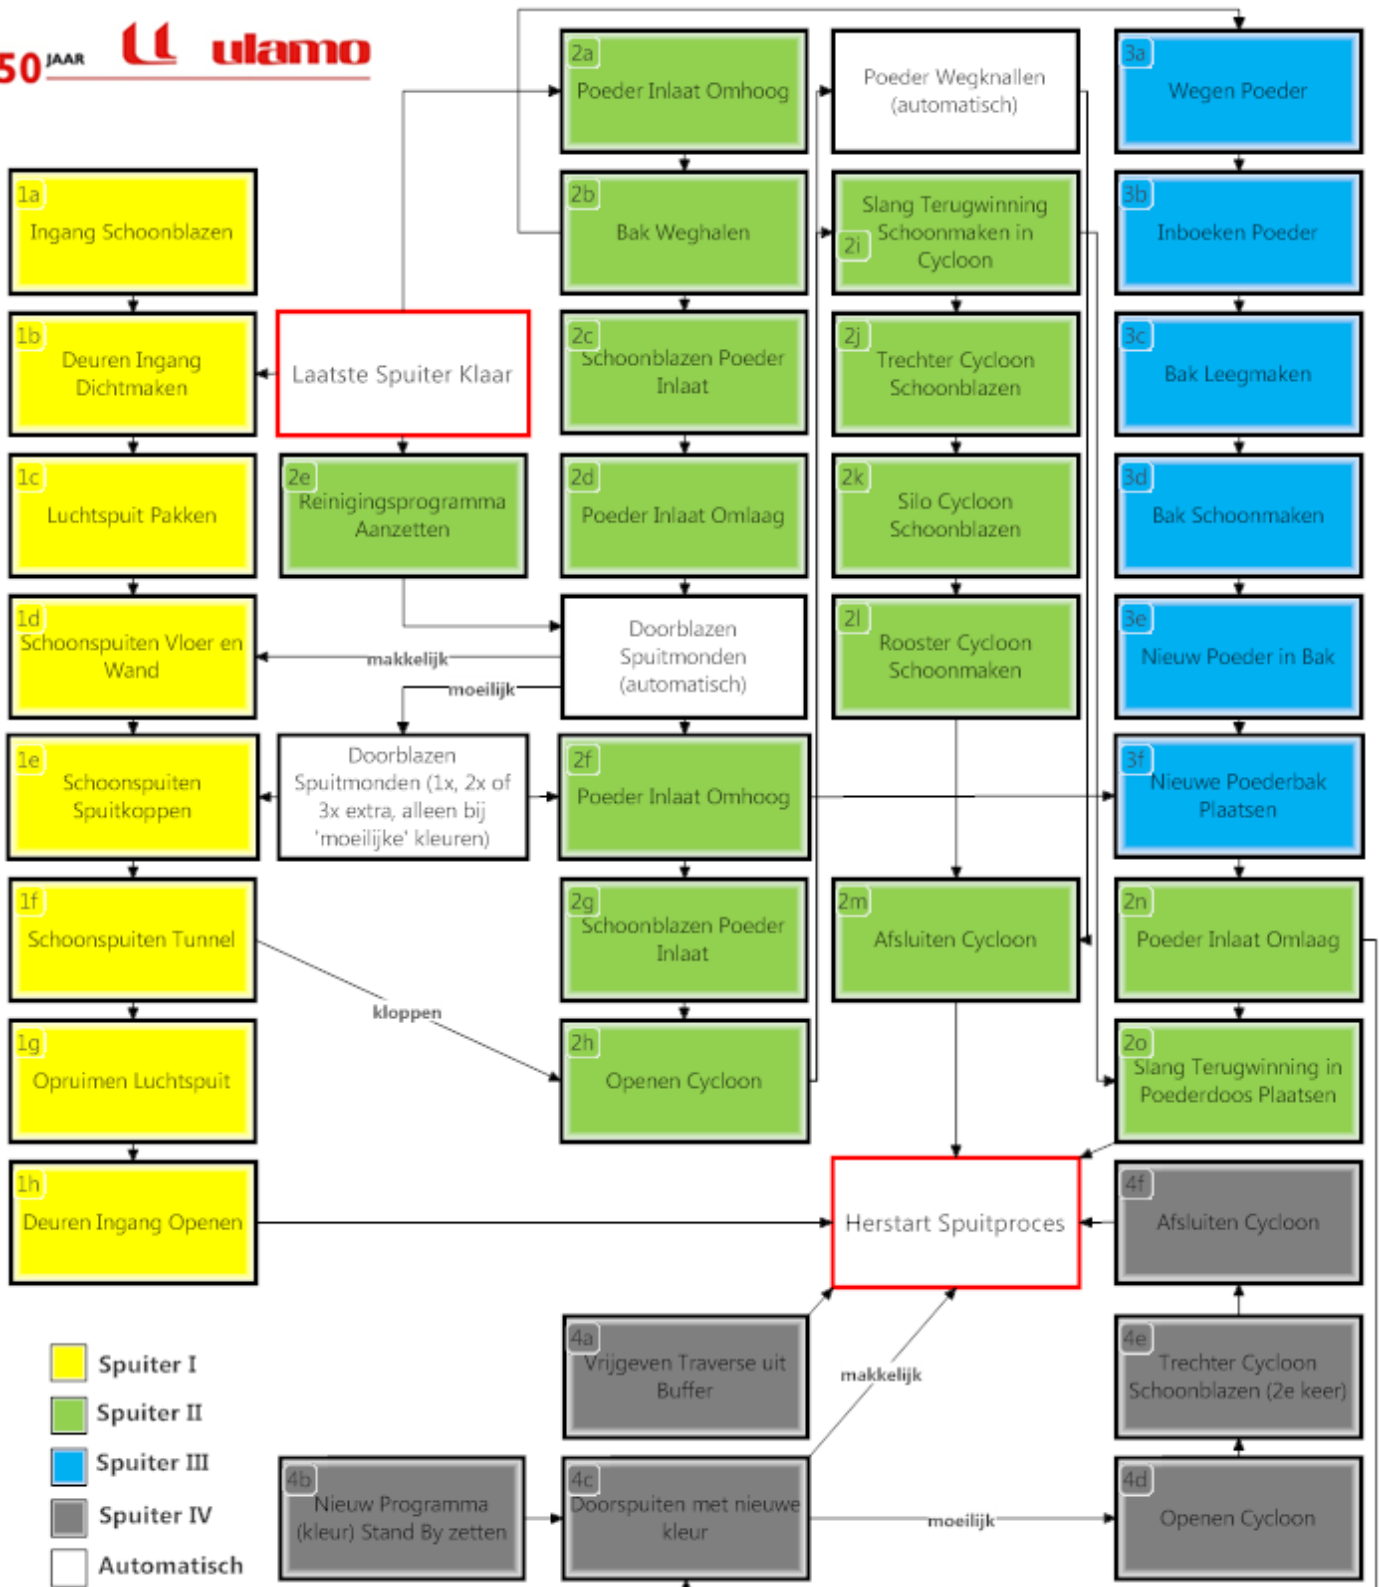 50 JAAR ulamo
1a
Ingang Schoonblazen
1b
Deuren Ingang
Dichtmaken
1c
Luchtspuit Pakken
1d
Schoonspuiten Vloer en
Wand
1e
Schoonspuiten
Spuitkoppen
1f
Schoonspuiten Tunnel
1g
Opruimen Luchtspuit
1h
Deuren Ingang Openen
Laatste Spuiter Klaar
2e
Reinigingsprogramma
Aanzetten
makkelijk
moeilijk
Doorblazen
Spuitmonden (1x, 2x of
3x extra, alleen bij
'moeilijke' kleuren)
kloppen
2a
Poeder Inlaat Omhoog
2b
Bak Weghalen
2c
Schoonblazen Poeder
Inlaat
2d
Poeder Inlaat Omlaag
Doorblazen
Spuitmonden
(automatisch)
2f
Poeder Inlaat Omhoog
2g
Schoonblazen Poeder
Inlaat
2h
Openen Cycloon
Poeder Wegknallen
(automatisch)
Slang Terugwinning
Schoonmaken in
2i
Cycloon
2j
Trechter Cycloon
Schoonblazen
2k
Silo Cycloon
Schoonblazen
2l
Rooster Cycloon
Schoonmaken
2m
Afsluiten Cycloon
Herstart Spuitproces
3a
Wegen Poeder
3b
Inboeken Poeder
3c
Bak Leegmaken
3d
Bak Schoonmaken
3e
Nieuw Poeder in Bak
3f
Nieuwe Poederbak
Plaatsen
2n
Poeder Inlaat Omlaag
2o
Slang Terugwinning in
Poederdoos Plaatsen
4f
Afsluiten Cycloon
4e
Trechter Cycloon
Schoonblazen (2e keer)
4d
Openen Cycloon
4a
Vrijgeven Traverse uit
Buffer
makkelijk
4b
Nieuw Programma
(kleur) Stand By zetten
4c
Doorspuiten met nieuwe
kleur
moeilijk
Spuiter I
Spuiter II
Spuiter III
Spuiter IV
Automatisch